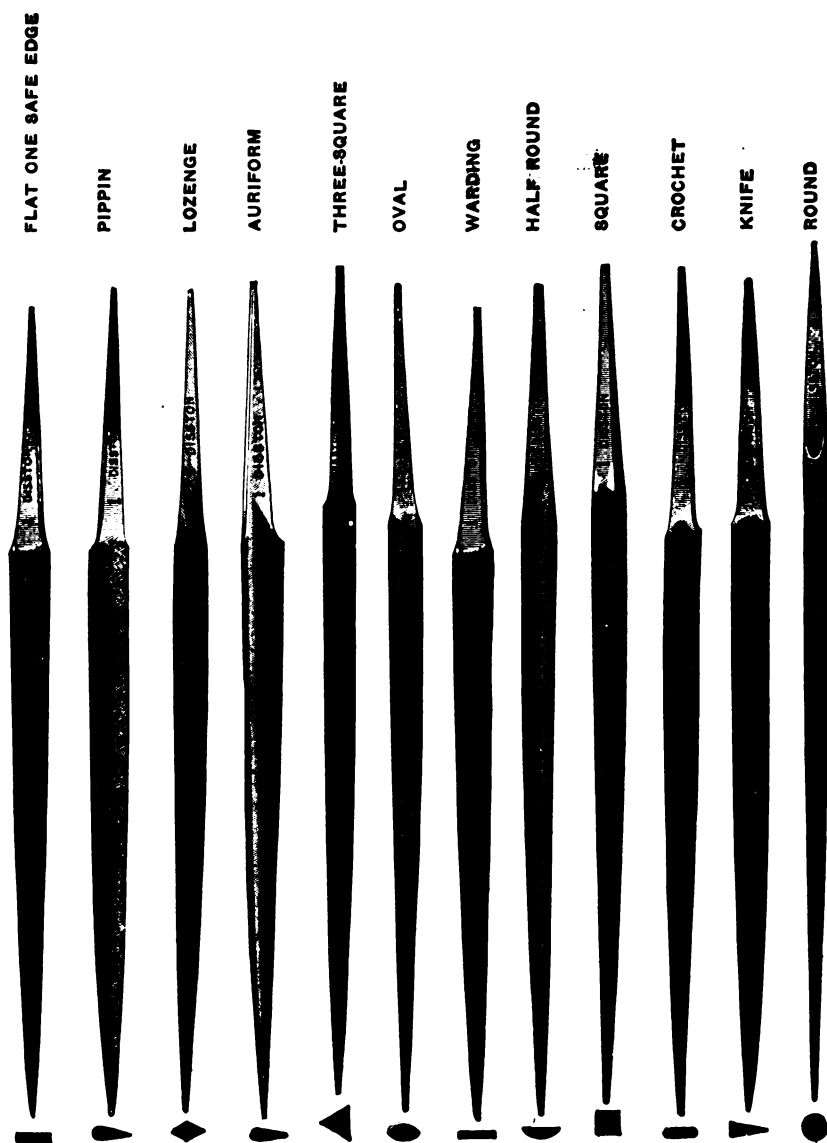 FLAT ONE SAFE EDGE
PIPPIN
LOZENGE
AURIFORM
THREE-SQUARE
OVAL
WARDING
HALF ROUND
SQUARE
CROCHET
KNIFE
ROUND
DISSTON
DISSTON
DISSTON